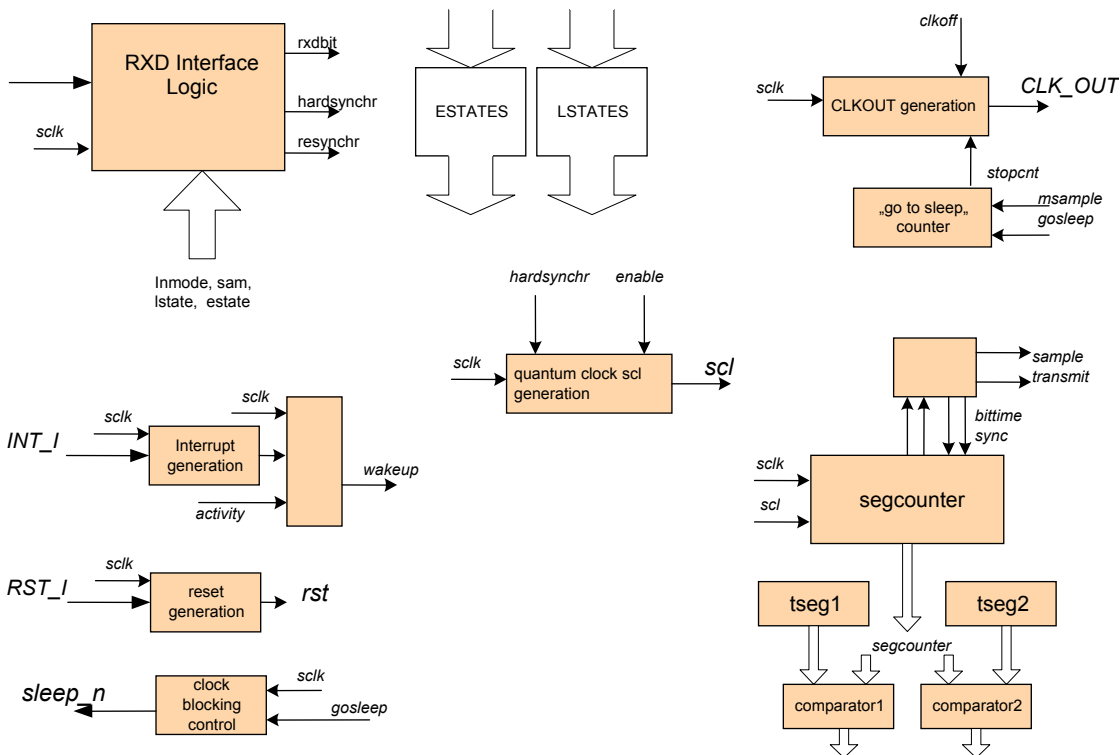 RXD Interface
Logic
rxdbit
hardsynchr
resynchr
sclk
Inmode, sam,
lstate, estate
ESTATES
LSTATES
clkoff
sclk
CLKOUT generation
CLK_OUT
stopcnt
„go to sleep„
counter
msample
gosleep
hardsynchr
enable
sclk
quantum clock scl
generation
scl
sample
transmit
bittime
sync
sclk
scl
segcounter
tseg1
tseg2
segcounter
comparator1
comparator2
sclk
sclk
INT_I
Interrupt
generation
wakeup
activity
sclk
RST_I
reset
generation
rst
sleep_n
clock
blocking
control
sclk
gosleep